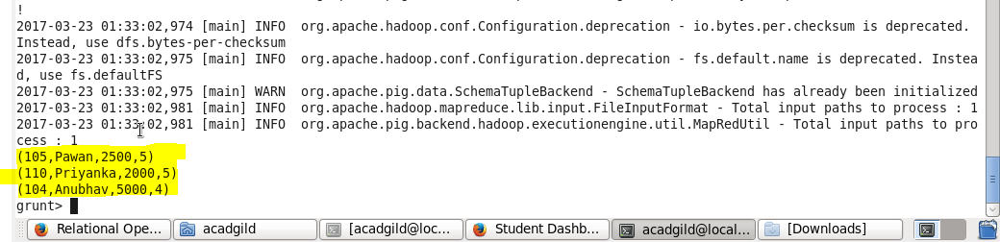 !
2017-03-23 01:33:02,974 [main] INFO  org.apache.hadoop.conf.Configuration.deprecation - io.bytes.per.checksum is deprecated.
Instead, use dfs.bytes-per-checksum
2017-03-23 01:33:02,975 [main] INFO  org.apache.hadoop.conf.Configuration.deprecation - fs.default.name is deprecated. Instea
d, use fs.defaultFS
2017-03-23 01:33:02,975 [main] WARN  org.apache.pig.data.SchemaTupleBackend - SchemaTupleBackend has already been initialized
2017-03-23 01:33:02,981 [main] INFO  org.apache.hadoop.mapreduce.lib.input.FileInputFormat - Total input paths to process : 1
2017-03-23 01:33:02,981 [main] INFO  org.apache.pig.backend.hadoop.executionengine.util.MapRedUtil - Total input paths to pro
cess : 1
(105,Pawan,2500,5)
(110,Priyanka,2000,5)
(104,Anubhav,5000,4)
grunt>
Relational Ope... acadgild [acadgild@loc... Student Dashb... acadgild@local... [Downloads]